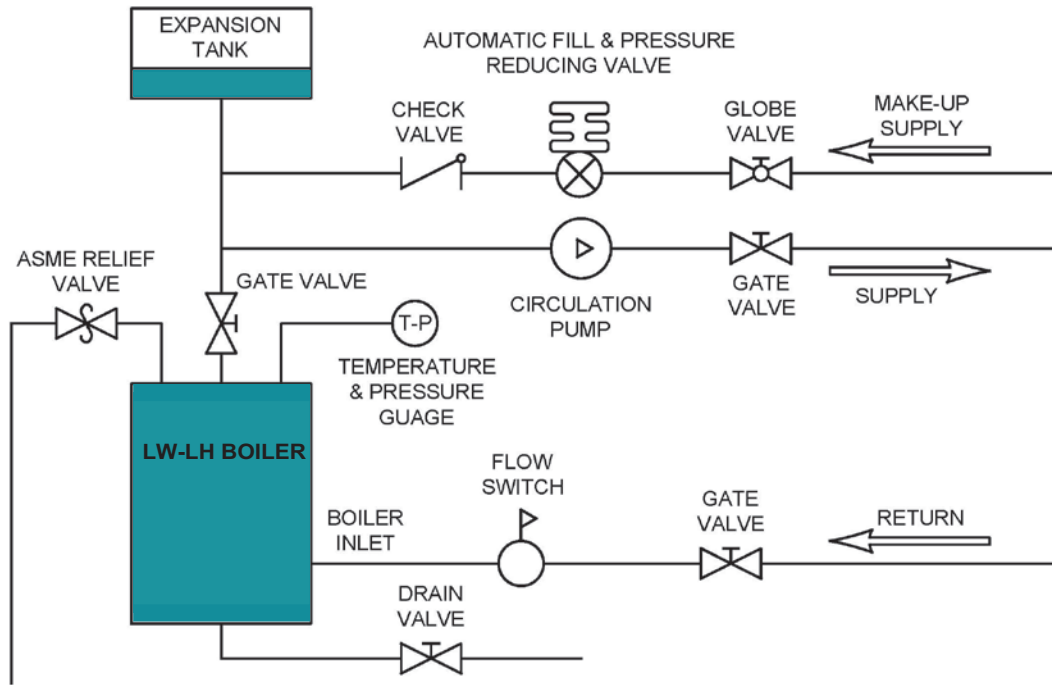 EXPANSION
TANK
AUTOMATIC FILL & PRESSURE
REDUCING VALVE
CHECK
VALVE
GLOBE
VALVE
MAKE-UP
SUPPLY
ASME RELIEF
VALVE
GATE VALVE
CIRCULATION
PUMP
GATE
VALVE
SUPPLY
T-P
TEMPERATURE
& PRESSURE
GUAGE
LW-LH BOILER
FLOW
SWITCH
BOILER
INLET
GATE
VALVE
RETURN
DRAIN
VALVE